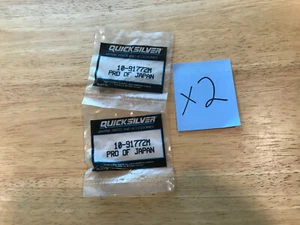 QUICKSILVER
10-91772M
PRD OF JAPAN
X2
QUICKSILVER
10-91772M
PRD OF JAPAN